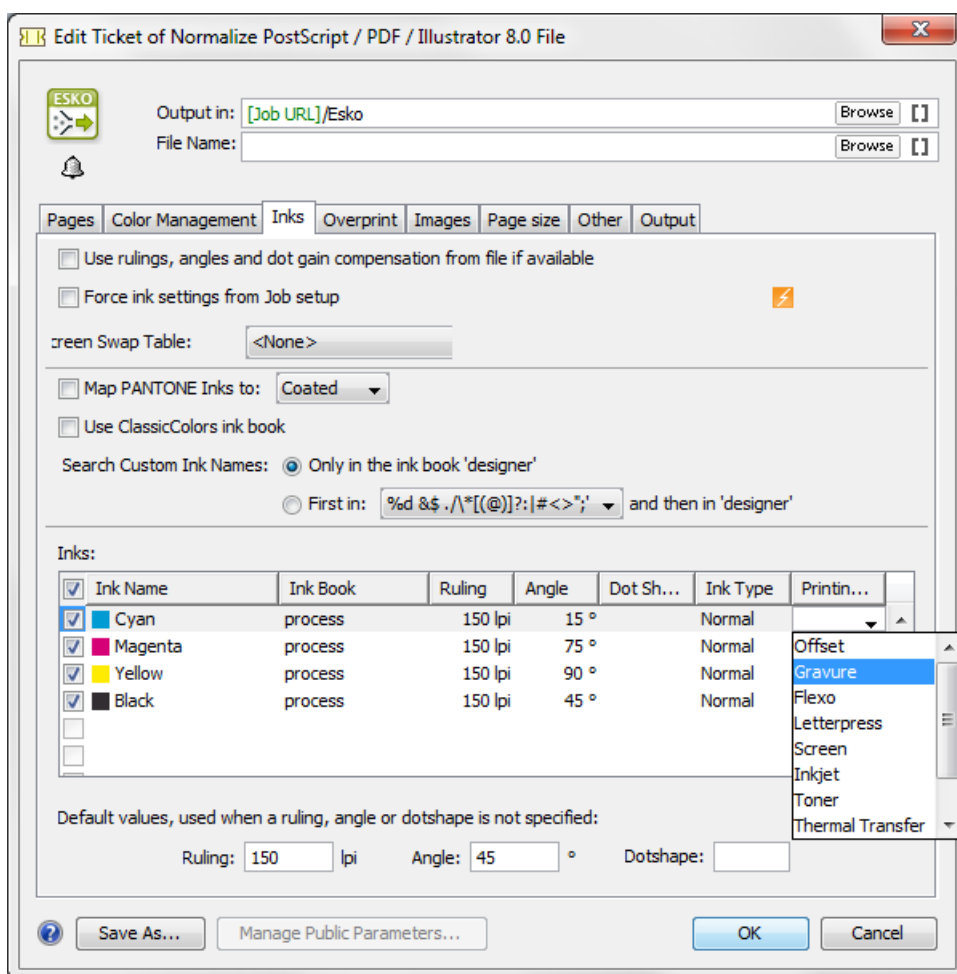 Edit Ticket of Normalize PostScript / PDF / Illustrator 8.0 File
x
ESKO
Output in: [Job URL]/Esko Browse []
File Name: Browse []
Pages Color Management Inks Overprint Images Page size Other Output
Use rulings, angles and dot gain compensation from file if available
Force ink settings from Job setup
creen Swap Table: <None>
Map PANTONE Inks to: Coated
Use ClassicColors ink book
Search Custom Ink Names: Only in the ink book 'designer'
First in: %d &$ ./\*[(@)]?:|#<>";' and then in 'designer'
Inks:
Ink Name Ink Book Ruling Angle Dot Sh... Ink Type Printin...
Cyan process 150 lpi 15 º Normal
Magenta process 150 lpi 75 º Normal Offset
Yellow process 150 lpi 90 º Normal Gravure
Black process 150 lpi 45 º Normal Flexo
Letterpress
Screen
Inkjet
Toner
Thermal Transfer
Default values, used when a ruling, angle or dotshape is not specified:
Ruling: 150 lpi Angle: 45 º Dotshape:
? Save As... Manage Public Parameters... OK Cancel